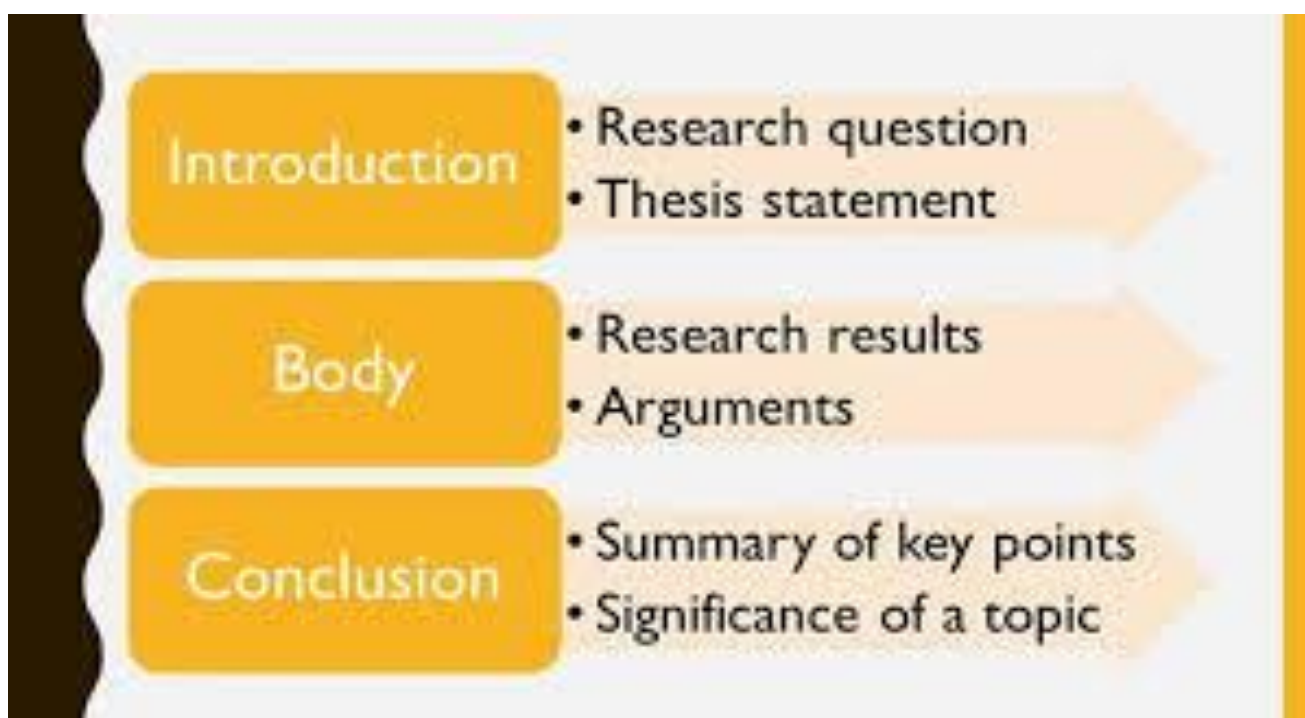 Introduction
• Research question
• Thesis statement
Body
• Research results
• Arguments
Conclusion
• Summary of key points
• Significance of a topic